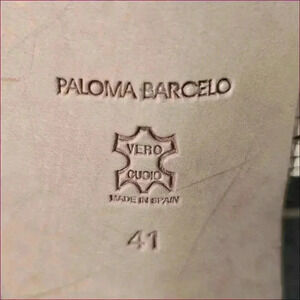 PALOMA BARCELO
VERO
CUOIO
MADE IN SPAIN
41